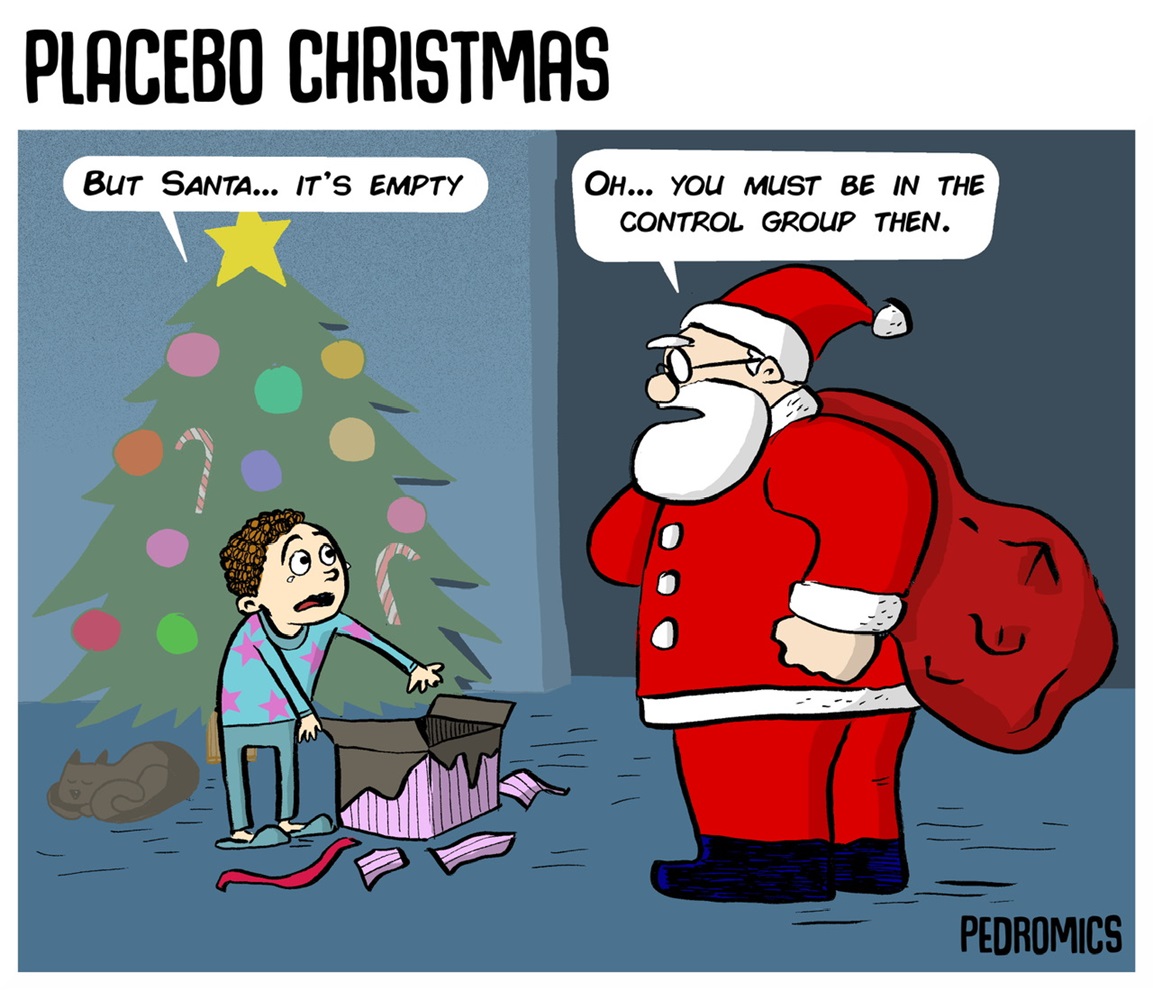 PLACEBO CHRISTMAS
BUT SANTA... IT'S EMPTY
OH... YOU MUST BE IN THE
CONTROL GROUP THEN.
PEDROMICS